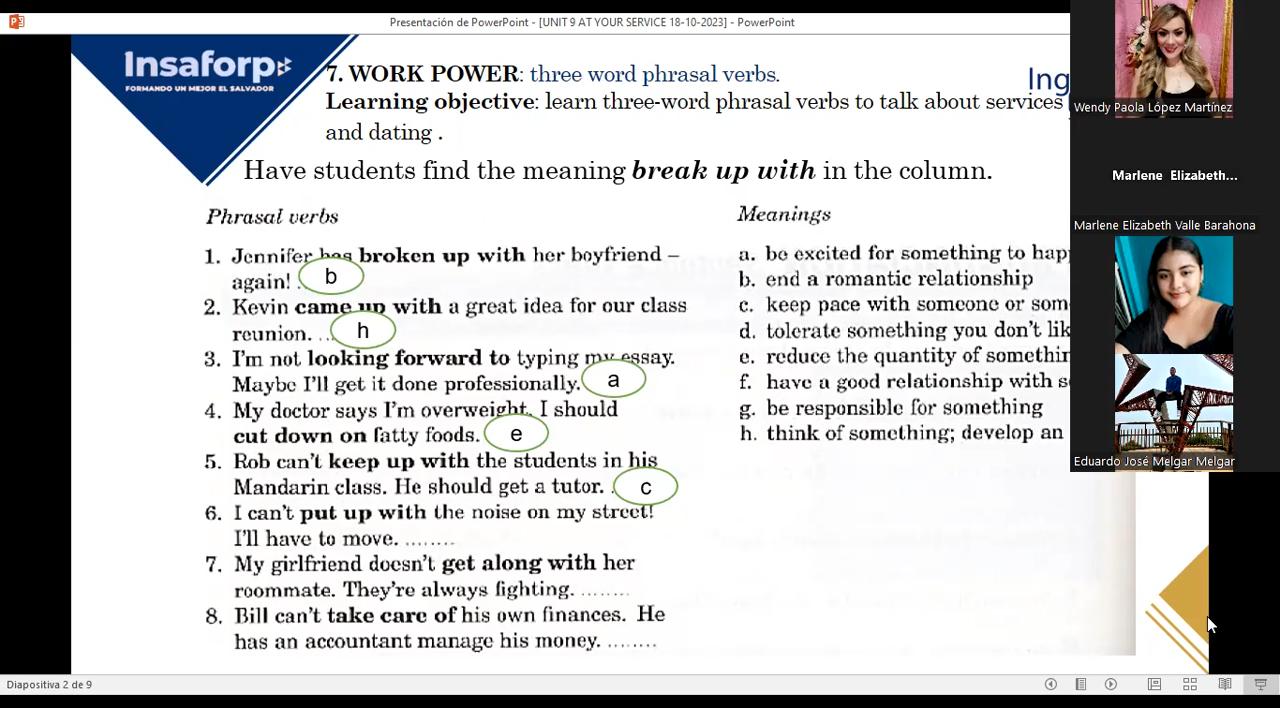 Presentación de PowerPoint - [UNIT 9 AT YOUR SERVICE 18-10-2023] - PowerPoint
Insaforp
FORMANDO UN MEJOR EL SALVADOR
7. WORK POWER: three word phrasal verbs.
Ing
Learning objective: learn three-word phrasal verbs to talk about services
and dating .
Have students find the meaning break up with in the column.
Phrasal verbs
1. Jennifer has broken up with her boyfriend –
again! b
2. Kevin came up with a great idea for our class
reunion. h
3. I'm not looking forward to typing my essay.
Maybe I'll get it done professionally. a
4. My doctor says I'm overweight. I should
cut down on fatty foods. e
5. Rob can't keep up with the students in his
Mandarin class. He should get a tutor. c
6. I can't put up with the noise on my street!
I'll have to move. ........
7. My girlfriend doesn't get along with her
roommate. They're always fighting. ........
8. Bill can't take care of his own finances. He
has an accountant manage his money. ........
Meanings
a. be excited for something to hap
b. end a romantic relationship
c. keep pace with someone or som
d. tolerate something you don't lik
e. reduce the quantity of somethin
f. have a good relationship with s
g. be responsible for something
h. think of something; develop an
Wendy Paola López Martínez
Marlene Elizabeth...
Marlene Elizabeth Valle Barahona
Eduardo José Melgar Melgar
Diapositiva 2 de 9